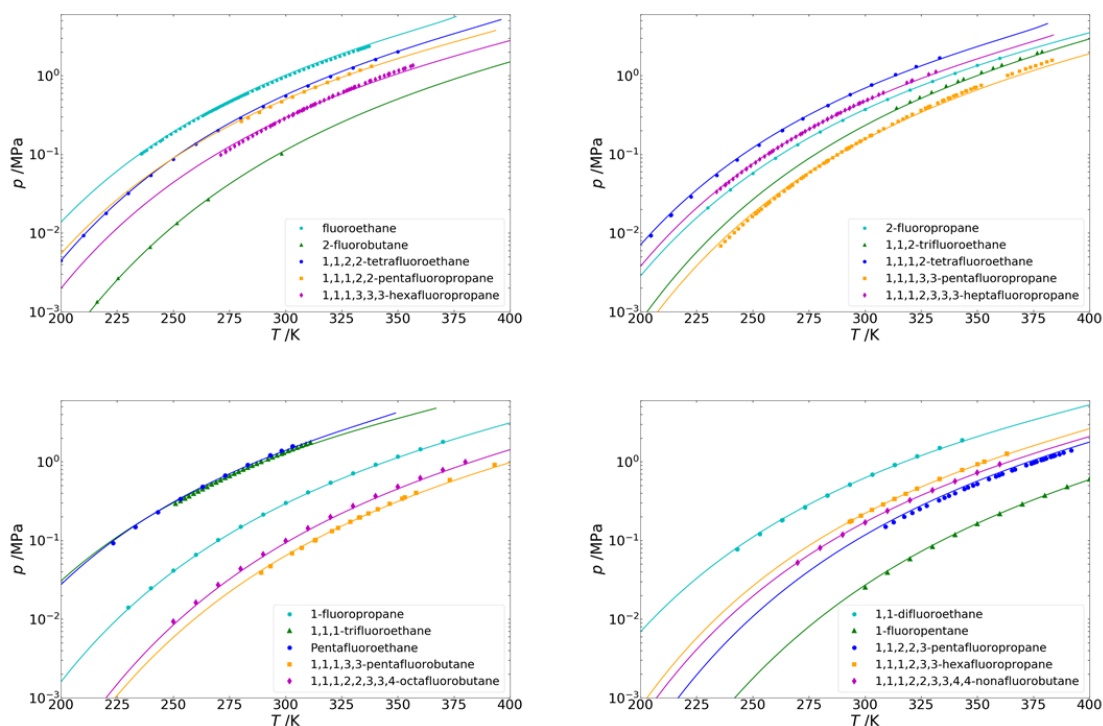 10⁰
10⁻¹
10⁻²
10⁻³
p /MPa
200 225 250 275 300 325 350 375 400
T /K
fluoroethane
2-fluorobutane
1,1,2,2-tetrafluoroethane
1,1,1,2,2-pentafluoropropane
1,1,1,3,3,3-hexafluoropropane
10⁰
10⁻¹
10⁻²
10⁻³
p /MPa
200 225 250 275 300 325 350 375 400
T /K
2-fluoropropane
1,1,2-trifluoroethane
1,1,1,2-tetrafluoroethane
1,1,1,3,3-pentafluoropropane
1,1,1,2,3,3,3-heptafluoropropane
10⁰
10⁻¹
10⁻²
10⁻³
p /MPa
200 225 250 275 300 325 350 375 400
T /K
1-fluoropropane
1,1,1-trifluoroethane
Pentafluoroethane
1,1,1,3,3-pentafluorobutane
1,1,1,2,2,3,3,4-octafluorobutane
10⁰
10⁻¹
10⁻²
10⁻³
p /MPa
200 225 250 275 300 325 350 375 400
T /K
1,1-difluoroethane
1-fluoropentane
1,1,2,2,3-pentafluoropropane
1,1,1,2,3,3-hexafluoropropane
1,1,1,2,2,3,3,4,4-nonafluorobutane